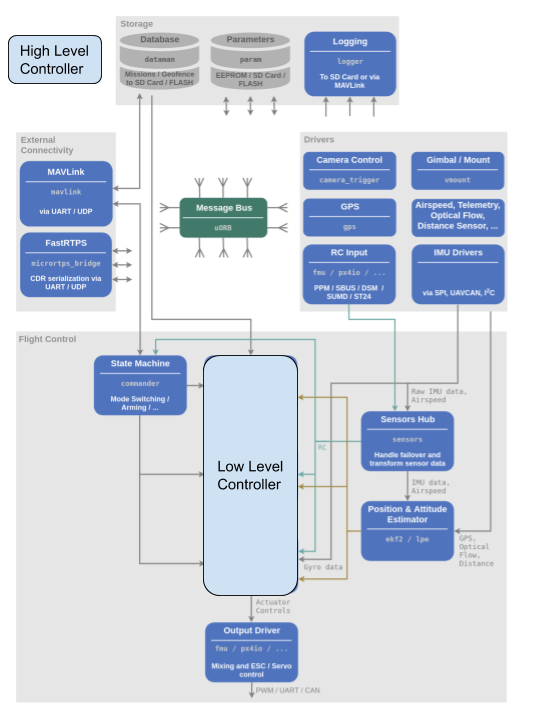 High Level
Controller
Storage
Database
dataman
Missions / Geofence
to SD Card / FLASH
Parameters
param
EEPROM / SD Card /
FLASH
Logging
logger
To SD Card or via
MAVLink
External
Connectivity
MAVLink
mavlink
via UART / UDP
FastRTPS
micrortps_bridge
CDR serialization via
UART / UDP
Message Bus
uORB
Drivers
Camera Control
camera_trigger
Gimbal / Mount
vmount
GPS
gps
Airspeed, Telemetry,
Optical Flow,
Distance Sensor, ...
RC Input
fmu / px4io / ...
PPM / SBUS / DSM /
SUMD / ST24
IMU Drivers
via SPI, UAVCAN, I²C
Flight Control
State Machine
commander
Mode Switching /
Arming / ...
Low Level
Controller
RC
Raw IMU data,
Airspeed
Sensors Hub
sensors
Handle failover and
transform sensor data
IMU data,
Airspeed
Position & Attitude
Estimator
ekf2 / lpe
GPS,
Optical
Flow,
Distance
Gyro data
Actuator
Controls
Output Driver
fmu / px4io / ...
Mixing and ESC / Servo
control
PWM / UART / CAN